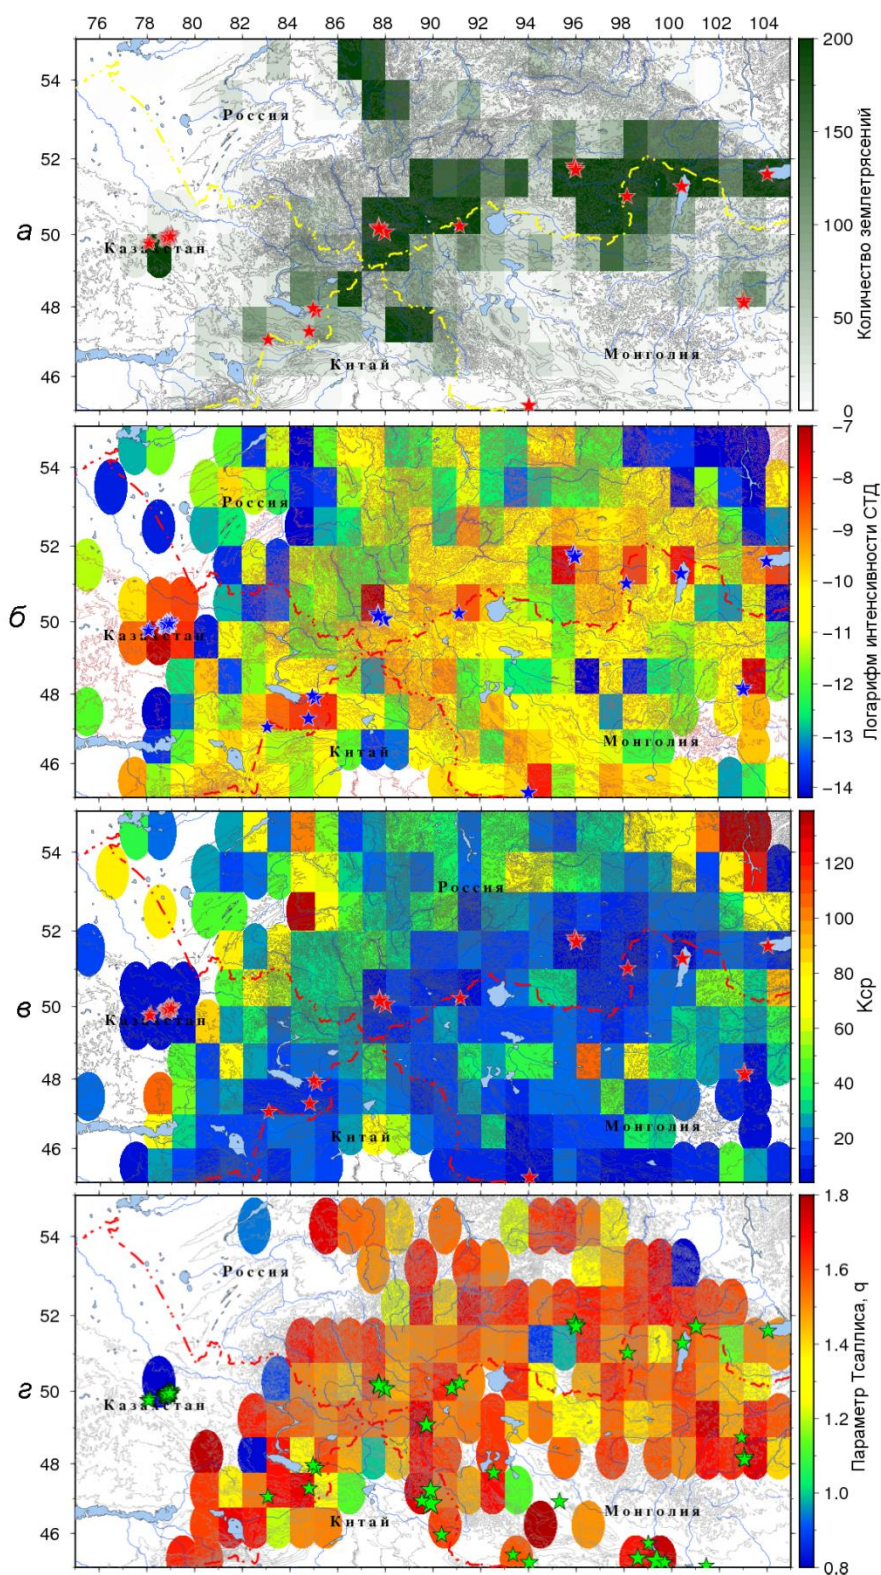 76 78 80 82 84 86 88 90 92 94 96 98 100 102 104
54
52
50
48
46
а
Россия
Казахстан
Китай
Монголия
200
150
100
50
0
Количество землетрясений
54
52
50
48
46
б
Россия
Казахстан
Китай
Монголия
−7
−8
−9
−10
−11
−12
−13
−14
Логарифм интенсивности СТД
54
52
50
48
46
в
Россия
Казахстан
Китай
Монголия
120
100
80
60
40
20
Кср
54
52
50
48
46
г
Россия
Казахстан
Китай
Монголия
1.8
1.6
1.4
1.2
1.0
0.8
Параметр Тсаллиса, q